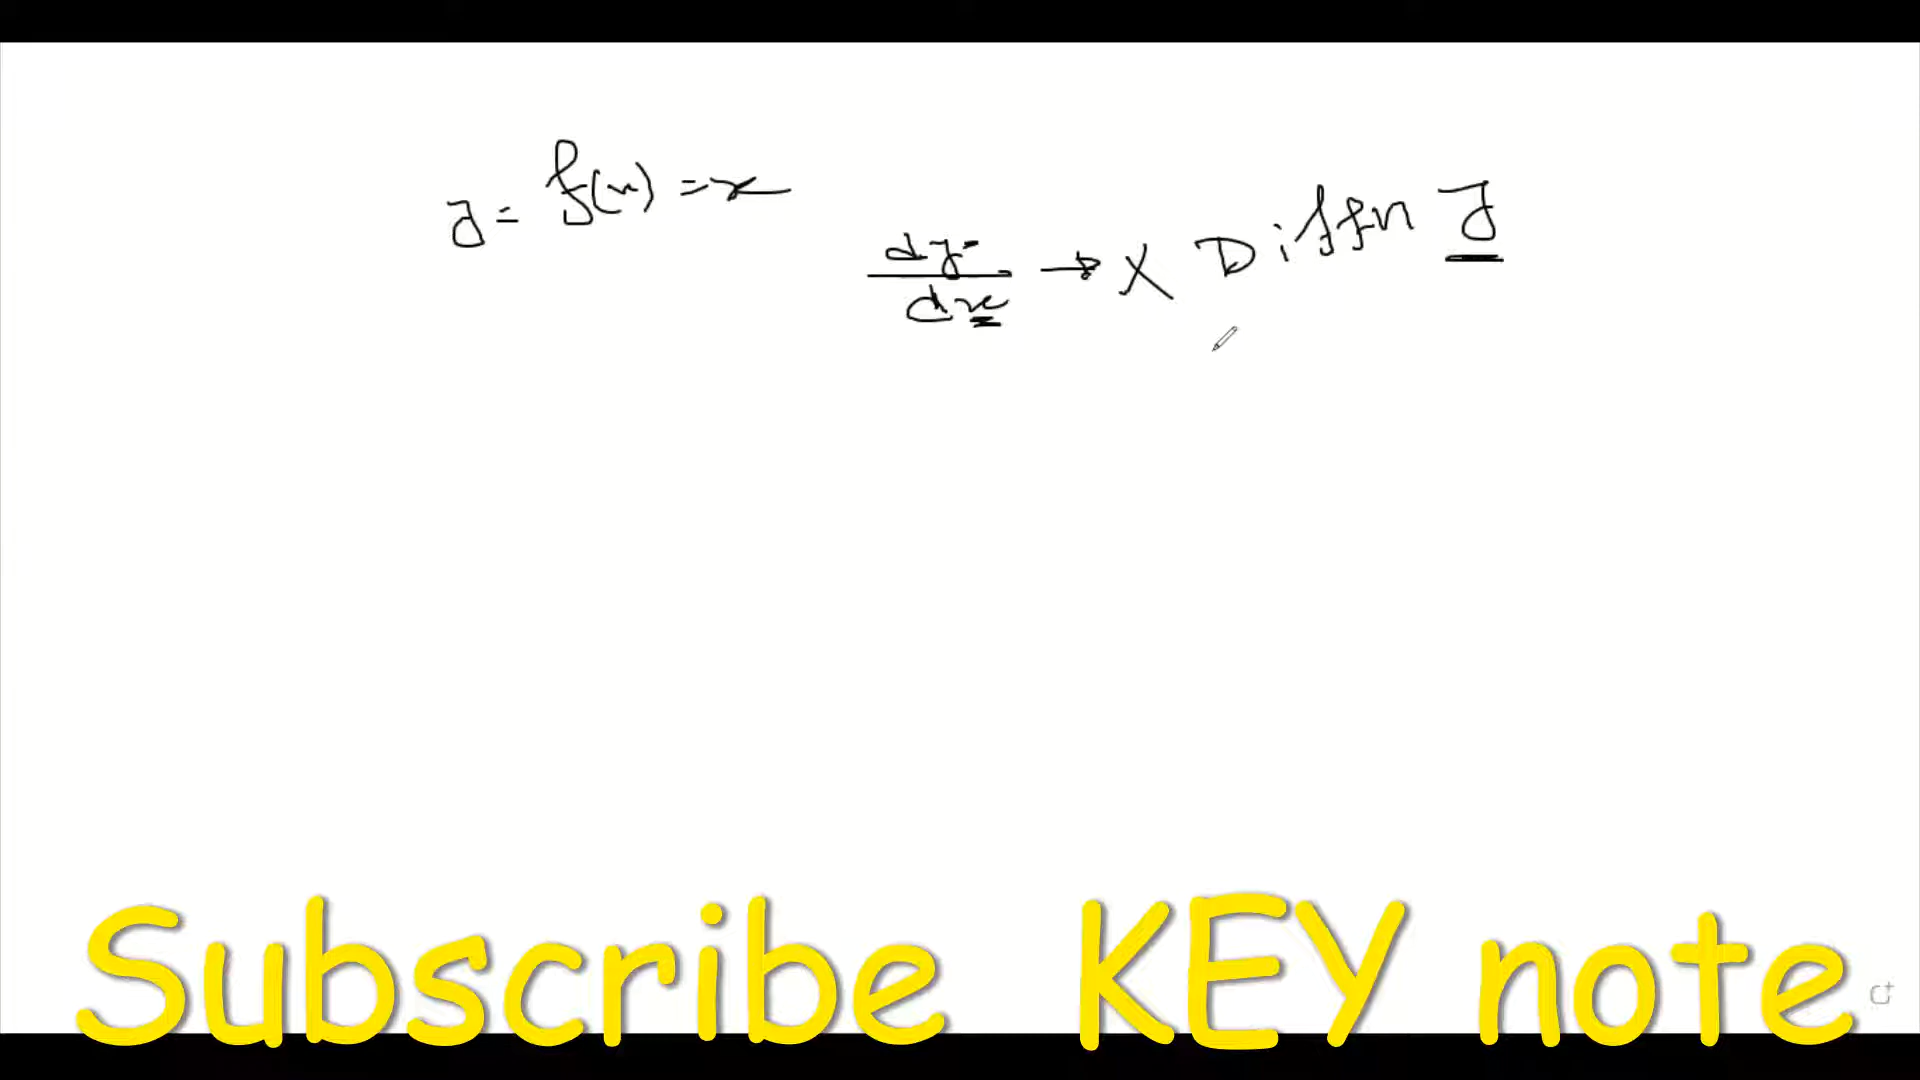 y = f(x) = x
dy/dx → X Diffn y
Subscribe KEY note